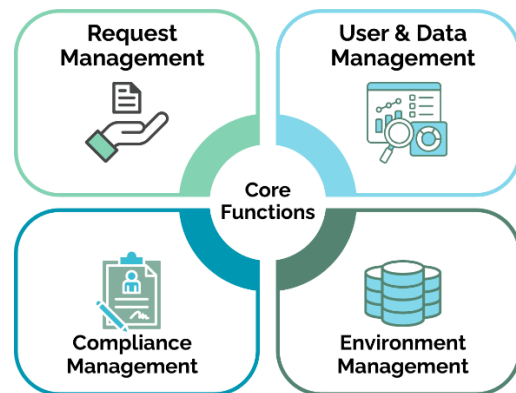 Request
Management
User & Data
Management
Core
Functions
Compliance
Management
Environment
Management